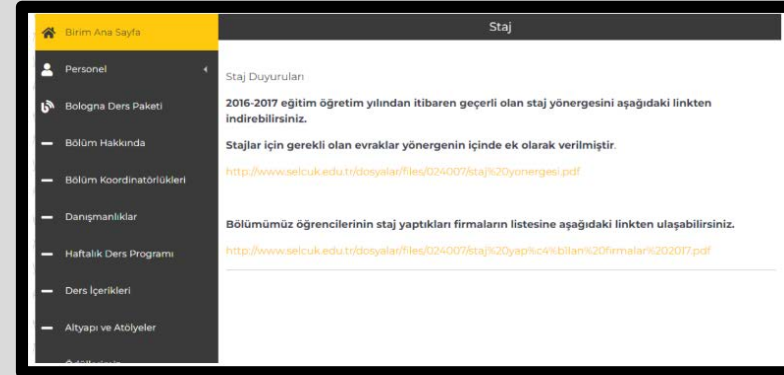 Birim Ana Sayfa
Personel
Bologna Ders Paketi
Bölüm Hakkında
Bölüm Koordinatörlükleri
Danışmanlıklar
Haftalık Ders Programı
Ders İçerikleri
Altyapı ve Atölyeler
Staj
Staj Duyuruları
2016-2017 eğitim öğretim yılından itibaren geçerli olan staj yönergesini aşağıdaki linkten
indirebilirsiniz.
Stajlar için gerekli olan evraklar yönergenin içinde ek olarak verilmiştir.
http://www.selcuk.edu.tr/dosyalar/files/024007/staj%20yonergesi.pdf
Bölümümüz öğrencilerinin staj yaptıkları firmaların listesine aşağıdaki linkten ulaşabilirsiniz.
http://www.selcuk.edu.tr/dosyalar/files/024007/staj%20yap%c4%b1lan%20firmalar%202017.pdf